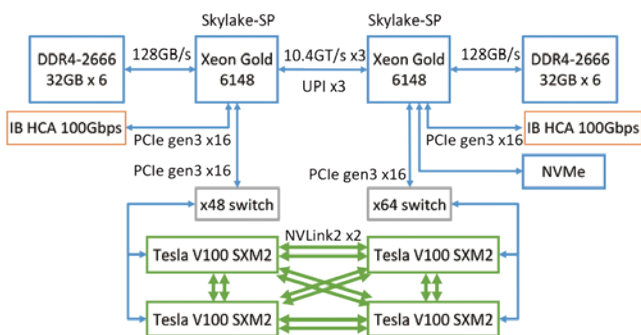 Skylake-SP
Skylake-SP
DDR4-2666
32GB x 6
128GB/s
Xeon Gold
6148
10.4GT/s x3
UPI x3
Xeon Gold
6148
128GB/s
DDR4-2666
32GB x 6
IB HCA 100Gbps
PCIe gen3 x16
PCIe gen3 x16
IB HCA 100Gbps
PCIe gen3 x16
PCIe gen3 x16
NVMe
x48 switch
x64 switch
NVLink2 x2
Tesla V100 SXM2
Tesla V100 SXM2
Tesla V100 SXM2
Tesla V100 SXM2